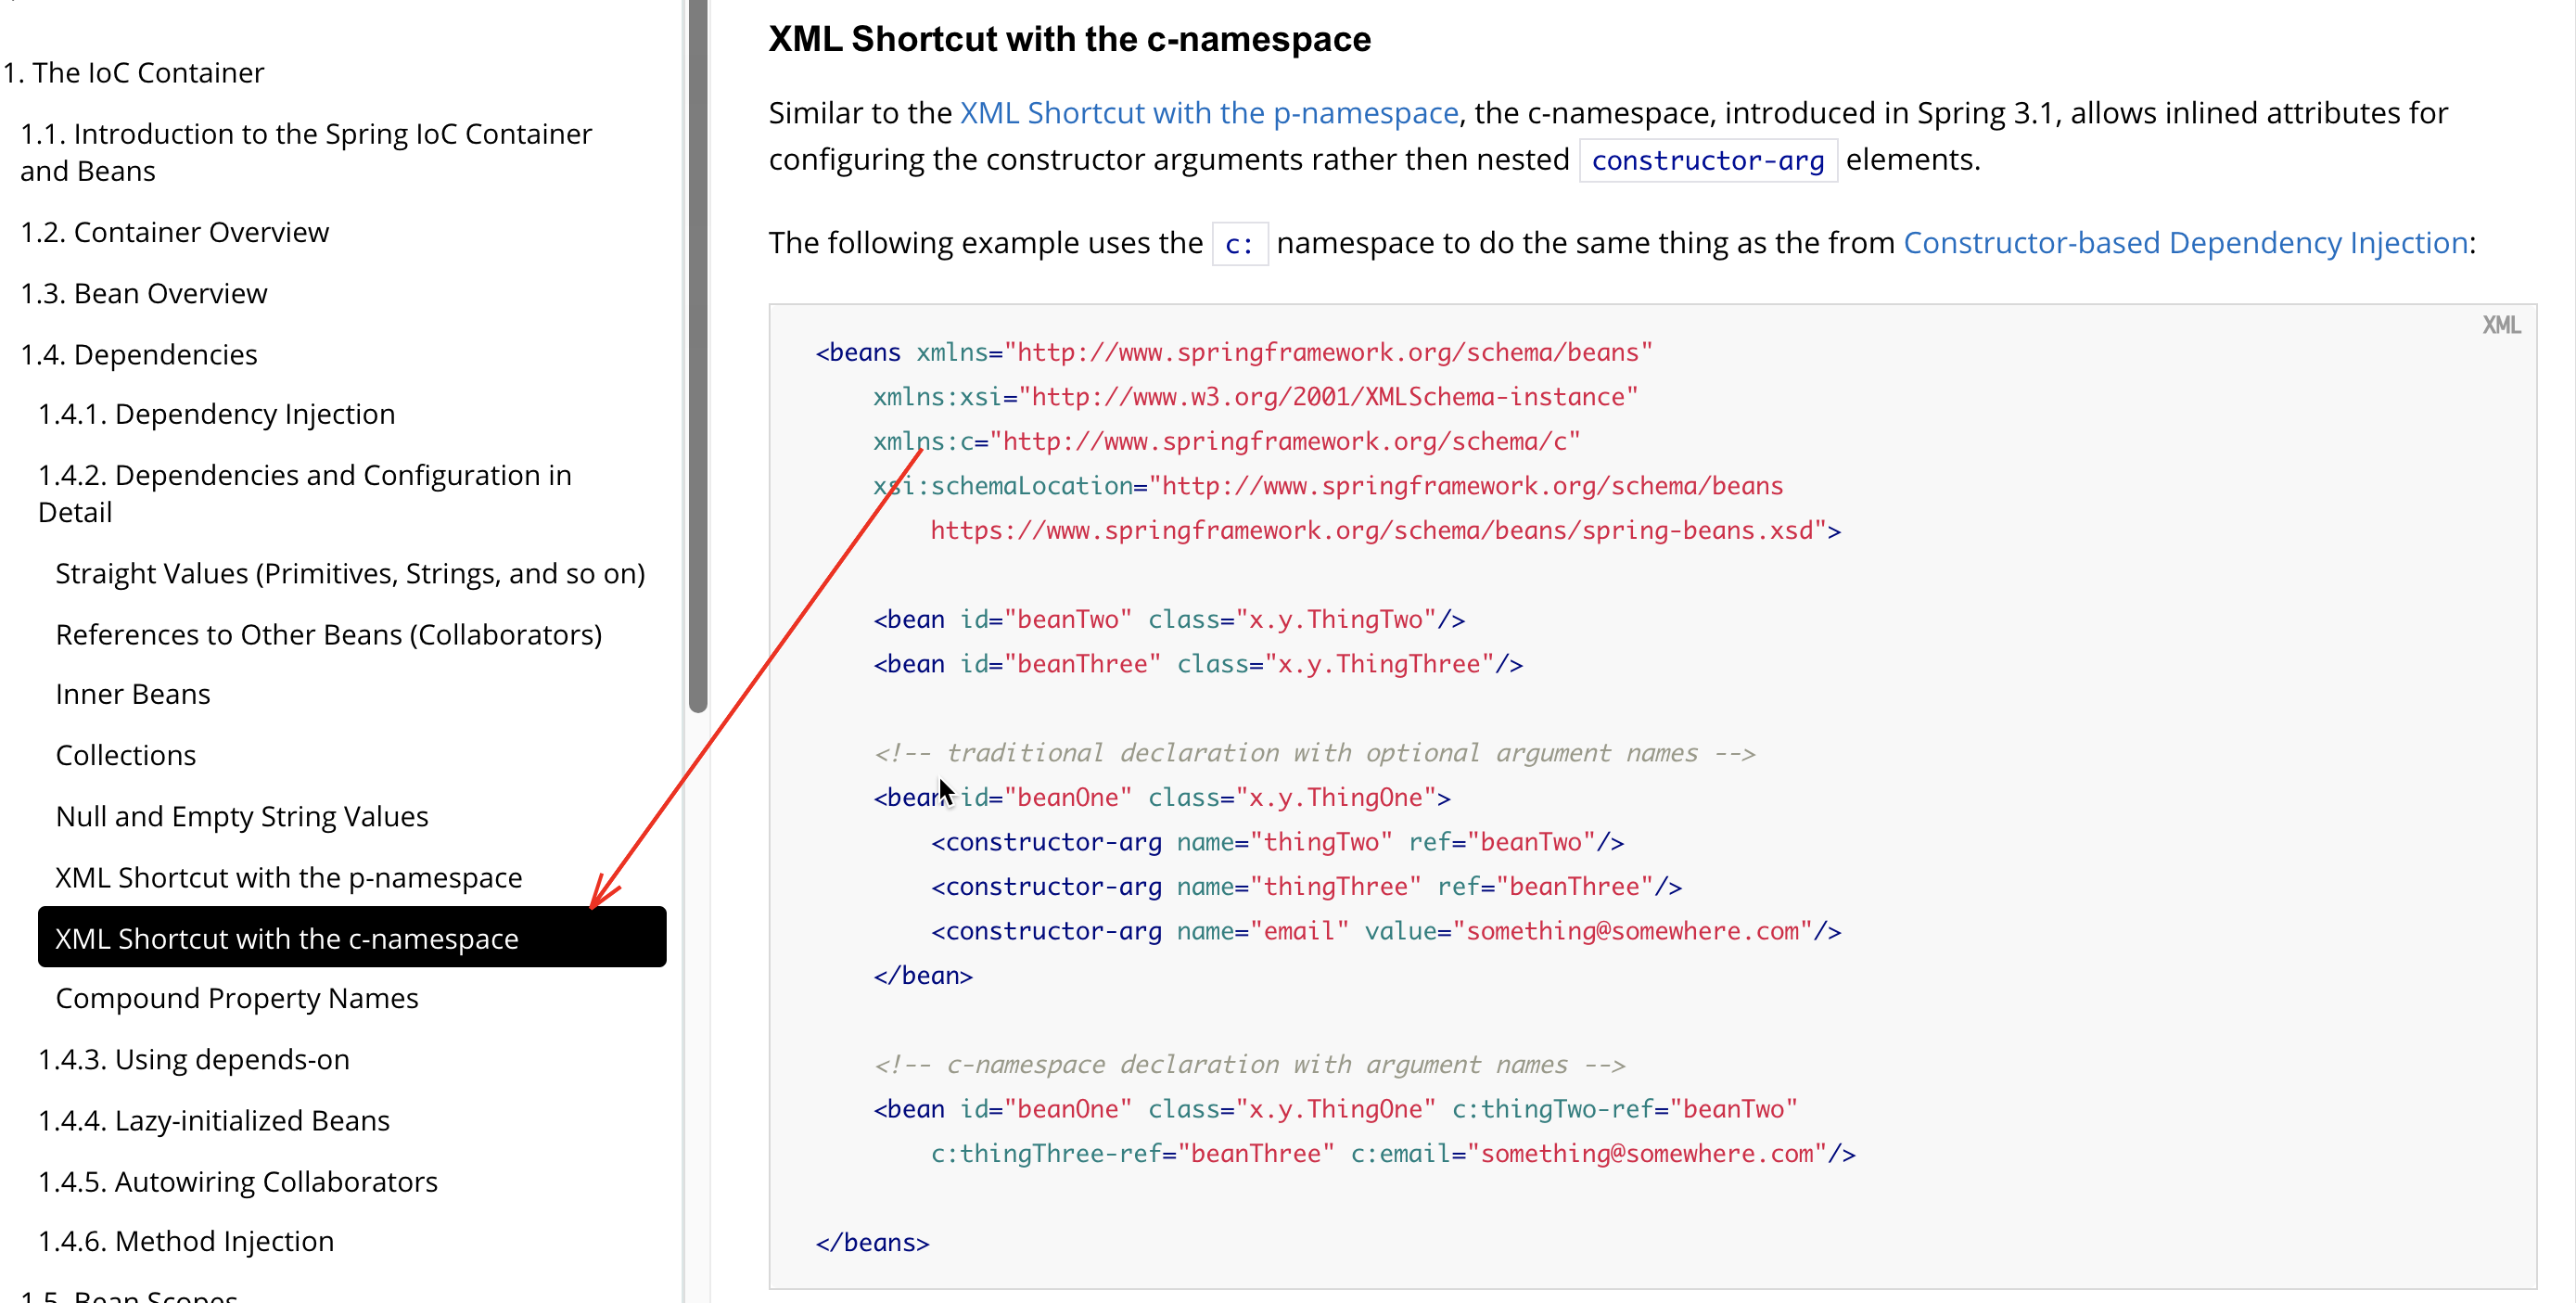 1. The IoC Container
1.1. Introduction to the Spring IoC Container
and Beans
1.2. Container Overview
1.3. Bean Overview
1.4. Dependencies
1.4.1. Dependency Injection
1.4.2. Dependencies and Configuration in
Detail
Straight Values (Primitives, Strings, and so on)
References to Other Beans (Collaborators)
Inner Beans
Collections
Null and Empty String Values
XML Shortcut with the p-namespace
XML Shortcut with the c-namespace
Compound Property Names
1.4.3. Using depends-on
1.4.4. Lazy-initialized Beans
1.4.5. Autowiring Collaborators
1.4.6. Method Injection
1.5. Bean Scopes
XML Shortcut with the c-namespace
Similar to the XML Shortcut with the p-namespace, the c-namespace, introduced in Spring 3.1, allows inlined attributes for
configuring the constructor arguments rather then nested constructor-arg elements.
The following example uses the c: namespace to do the same thing as the from Constructor-based Dependency Injection:
XML
<beans xmlns="http://www.springframework.org/schema/beans"
xmlns:xsi="http://www.w3.org/2001/XMLSchema-instance"
xmlns:c="http://www.springframework.org/schema/c"
xsi:schemaLocation="http://www.springframework.org/schema/beans
https://www.springframework.org/schema/beans/spring-beans.xsd">
<bean id="beanTwo" class="x.y.ThingTwo"/>
<bean id="beanThree" class="x.y.ThingThree"/>
<!-- traditional declaration with optional argument names -->
<bean id="beanOne" class="x.y.ThingOne">
<constructor-arg name="thingTwo" ref="beanTwo"/>
<constructor-arg name="thingThree" ref="beanThree"/>
<constructor-arg name="email" value="something@somewhere.com"/>
</bean>
<!-- c-namespace declaration with argument names -->
<bean id="beanOne" class="x.y.ThingOne" c:thingTwo-ref="beanTwo"
c:thingThree-ref="beanThree" c:email="something@somewhere.com"/>
</beans>